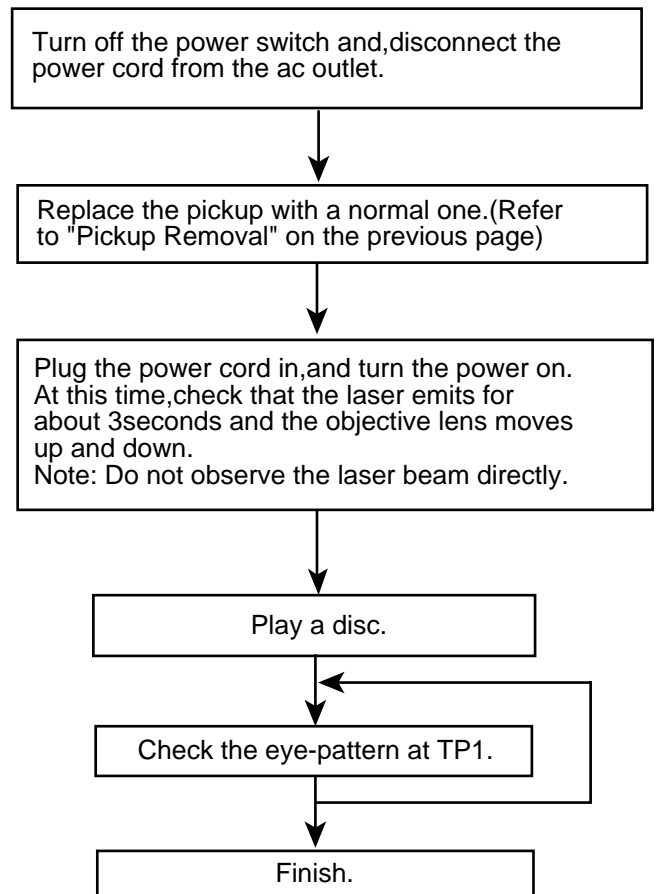 Turn off the power switch and,disconnect the
power cord from the ac outlet.
Replace the pickup with a normal one.(Refer
to "Pickup Removal" on the previous page)
Plug the power cord in,and turn the power on.
At this time,check that the laser emits for
about 3seconds and the objective lens moves
up and down.
Note: Do not observe the laser beam directly.
Play a disc.
Check the eye-pattern at TP1.
Finish.